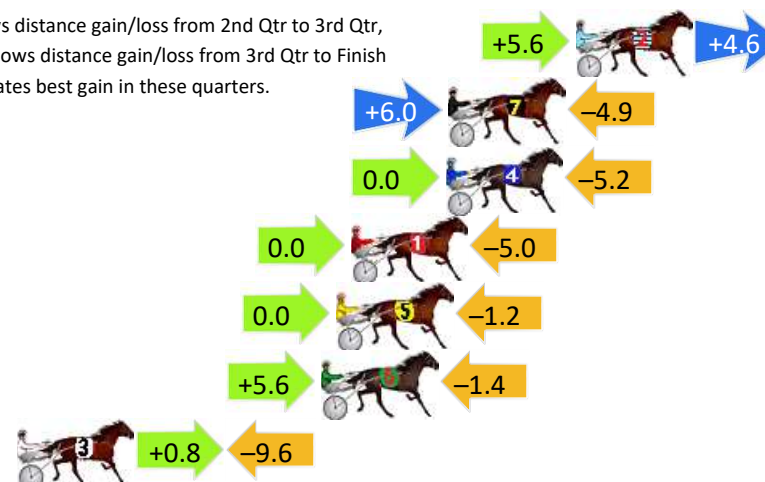 s distance gain/loss from 2nd Qtr to 3rd Qtr,
ows distance gain/loss from 3rd Qtr to Finish
ates best gain in these quarters.
+5.6 2 +4.6
+6.0 7 –4.9
0.0 4 –5.2
0.0 1 –5.0
0.0 5 –1.2
+5.6 6 –1.4
3 +0.8 –9.6